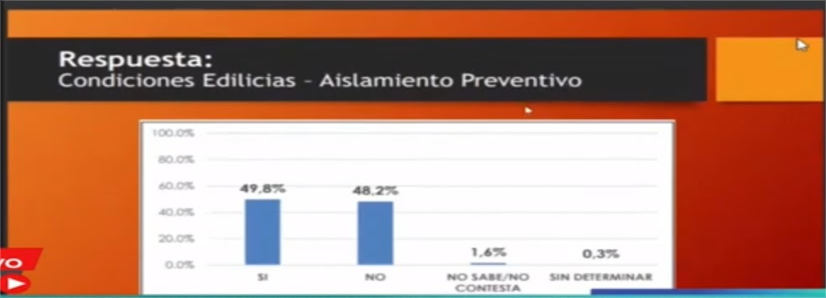 Respuesta:
Condiciones Edilicias - Aislamiento Preventivo
100.0%
80.0%
60.0%
40.0%
20.0%
0.0%
49,8%
48,2%
1,6%
0,3%
SI
NO
NO SABE/NO
CONTESTA
SIN DETERMINAR
VO